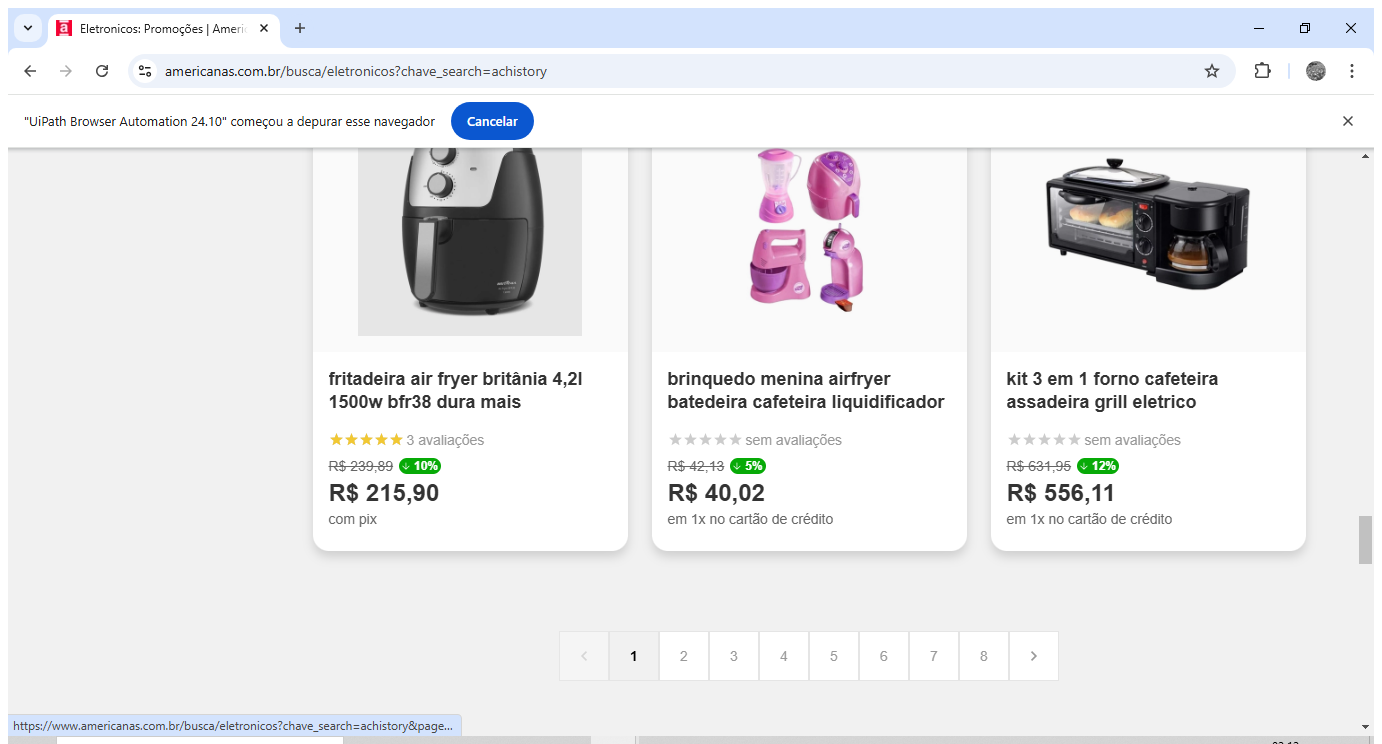 Eletronicos: Promoções | Ameri
americanas.com.br/busca/eletronicos?chave_search=achistory
"UiPath Browser Automation 24.10" começou a depurar esse navegador
Cancelar
fritadeira air fryer britânia 4,2l
1500w bfr38 dura mais
3 avaliações
R$ 239,89 10%
R$ 215,90
com pix
brinquedo menina airfryer
batedeira cafeteira liquidificador
sem avaliações
R$ 42,13 5%
R$ 40,02
em 1x no cartão de crédito
kit 3 em 1 forno cafeteira
assadeira grill eletrico
sem avaliações
R$ 631,95 12%
R$ 556,11
em 1x no cartão de crédito
1 2 3 4 5 6 7 8
https://www.americanas.com.br/busca/eletronicos?chave_search=achistory&page...